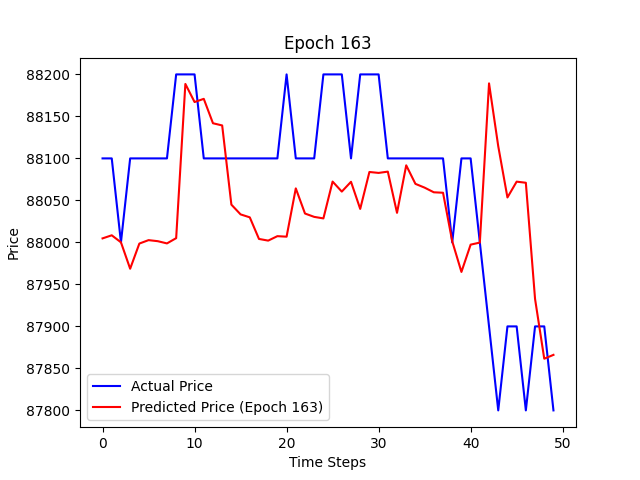 Epoch 163
88200
88150
88100
88050
88000
87950
87900
87850
87800
Price
Actual Price
Predicted Price (Epoch 163)
0 10 20 30 40 50
Time Steps